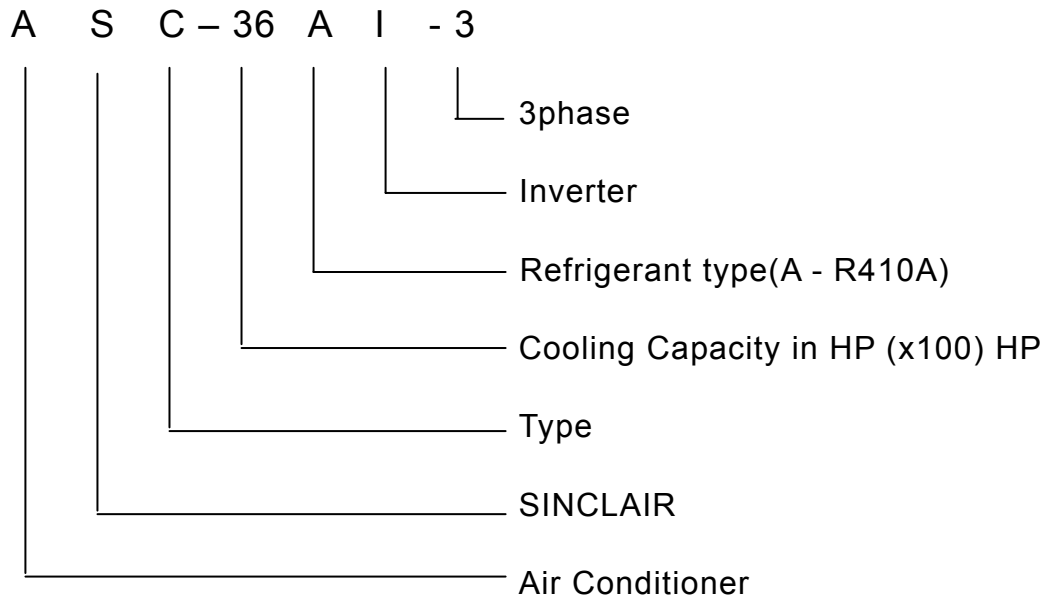 A S C – 36 A I - 3
3phase
Inverter
Refrigerant type(A - R410A)
Cooling Capacity in HP (x100) HP
Type
SINCLAIR
Air Conditioner